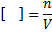 [ ] = n/V